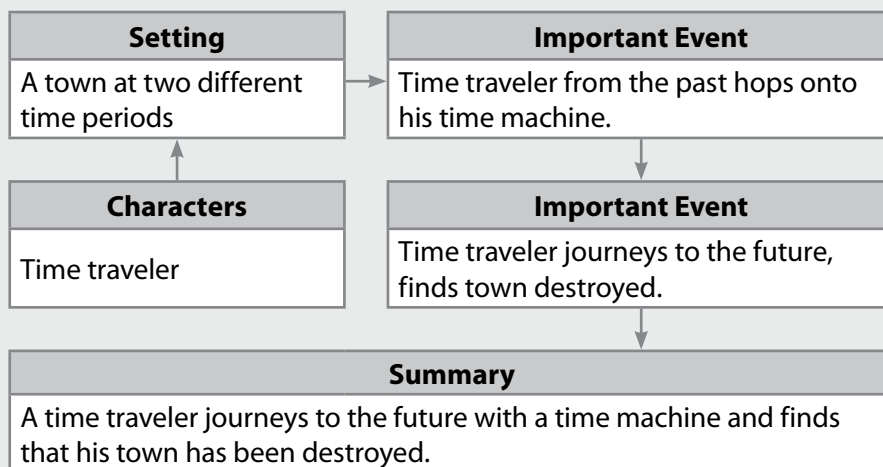 Setting
A town at two different
time periods
Important Event
Time traveler from the past hops onto
his time machine.
Characters
Time traveler
Important Event
Time traveler journeys to the future,
finds town destroyed.
Summary
A time traveler journeys to the future with a time machine and finds
that his town has been destroyed.